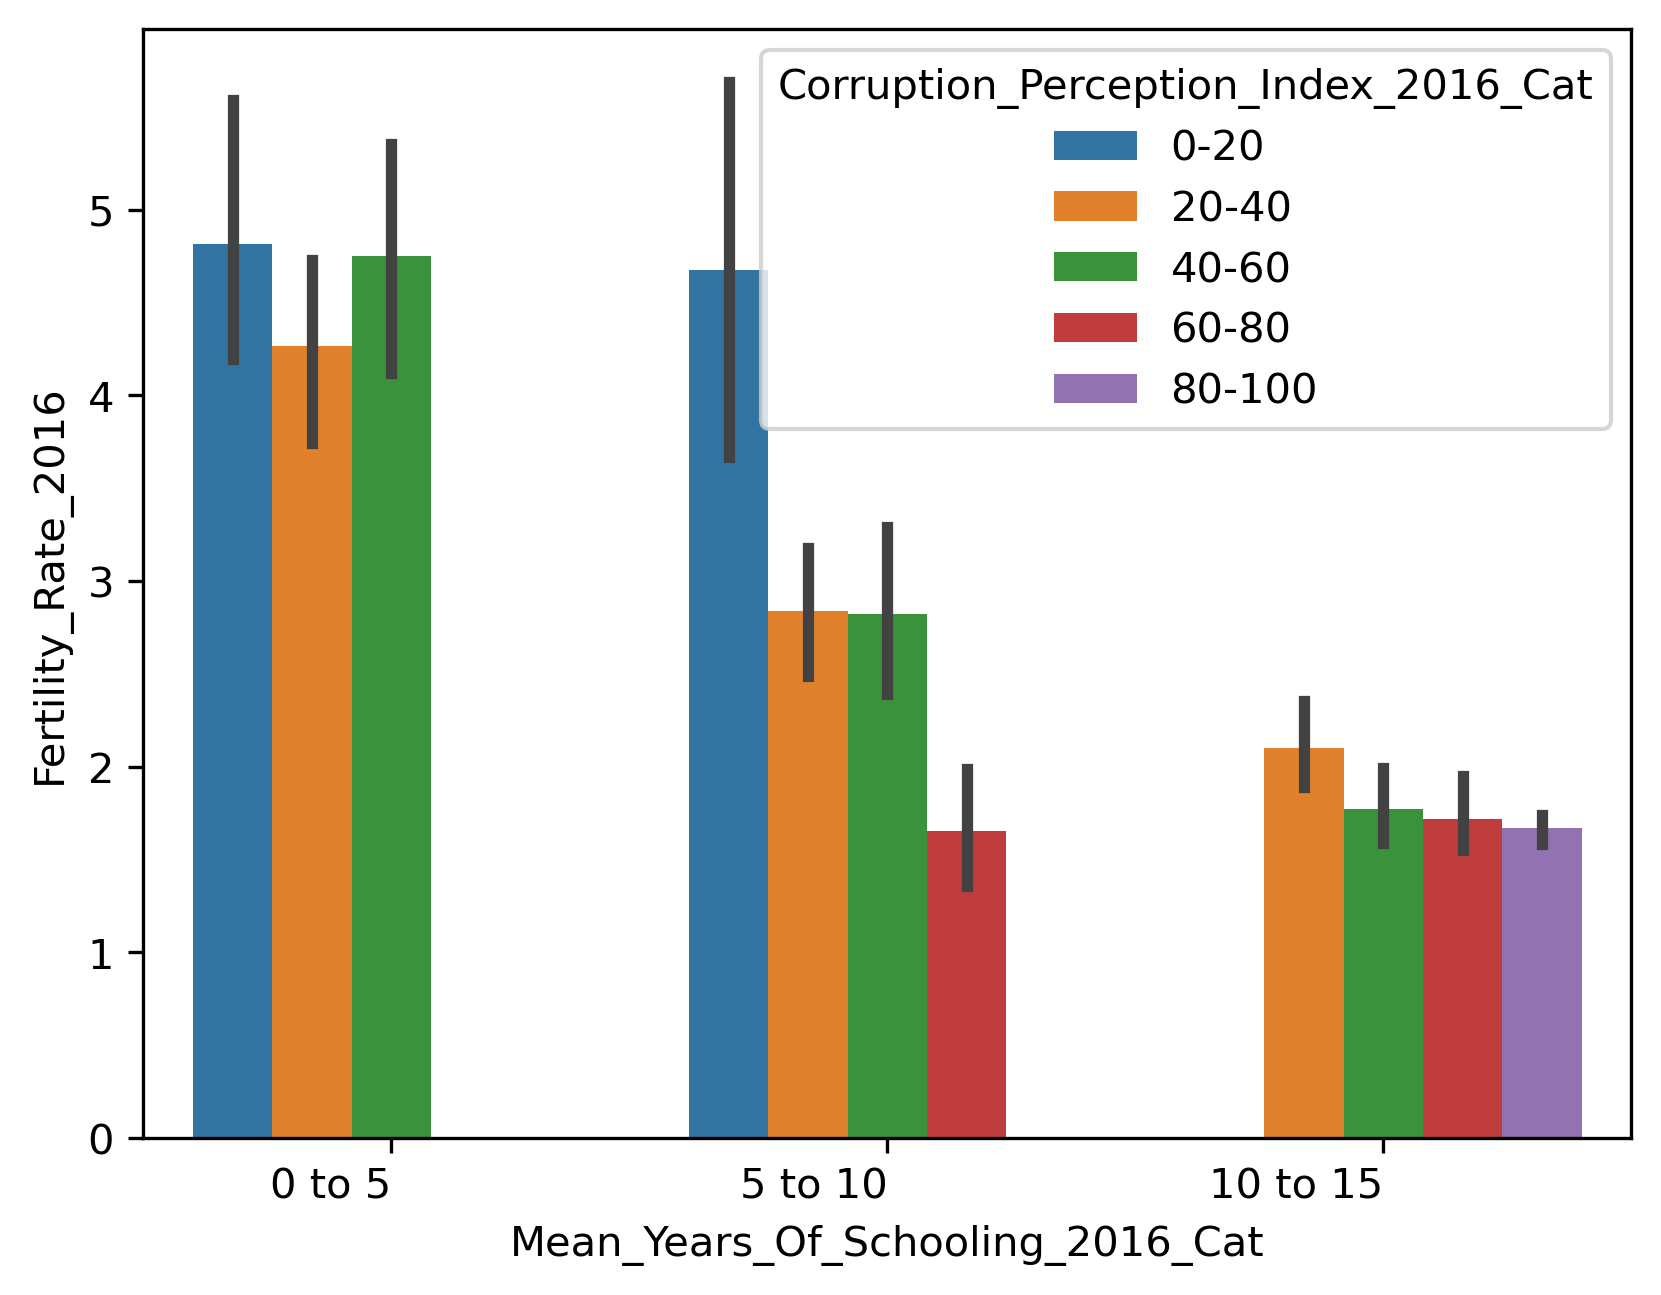 Corruption_Perception_Index_2016_Cat
0-20
20-40
40-60
60-80
80-100
Fertility_Rate_2016
5
4
3
2
1
0
0 to 5
5 to 10
10 to 15
Mean_Years_Of_Schooling_2016_Cat